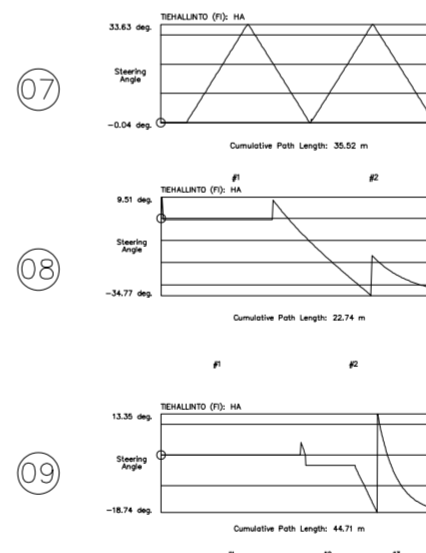 TIEHALLINTO (FI): HA
33.63 deg.
07
Steering
Angle
-0.04 deg.
Cumulative Path Length: 35.52 m
#1 #2
TIEHALLINTO (FI): HA
9.51 deg.
08
Steering
Angle
-34.77 deg.
Cumulative Path Length: 22.74 m
#1 #2
TIEHALLINTO (FI): HA
13.35 deg.
09
Steering
Angle
-18.74 deg.
Cumulative Path Length: 44.71 m